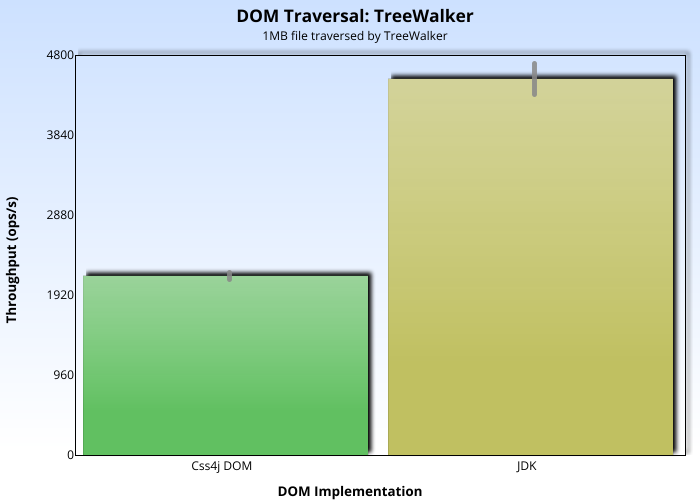 DOM Traversal: TreeWalker
1MB file traversed by TreeWalker
Throughput (ops/s)
4800
3840
2880
1920
960
0
Css4j DOM
JDK
DOM Implementation